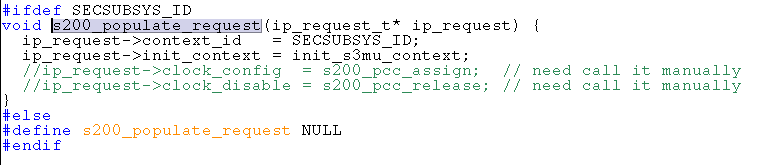 #ifdef SECSUBSYS_ID
void s200_populate_request(ip_request_t* ip_request) {
  ip_request->context_id   = SECSUBSYS_ID;
  ip_request->init_context = init_s3mu_context;
  //ip_request->clock_config  = s200_pcc_assign;  // need call it manually
  //ip_request->clock_disable = s200_pcc_release; // need call it manually
}
#else
#define s200_populate_request NULL
#endif